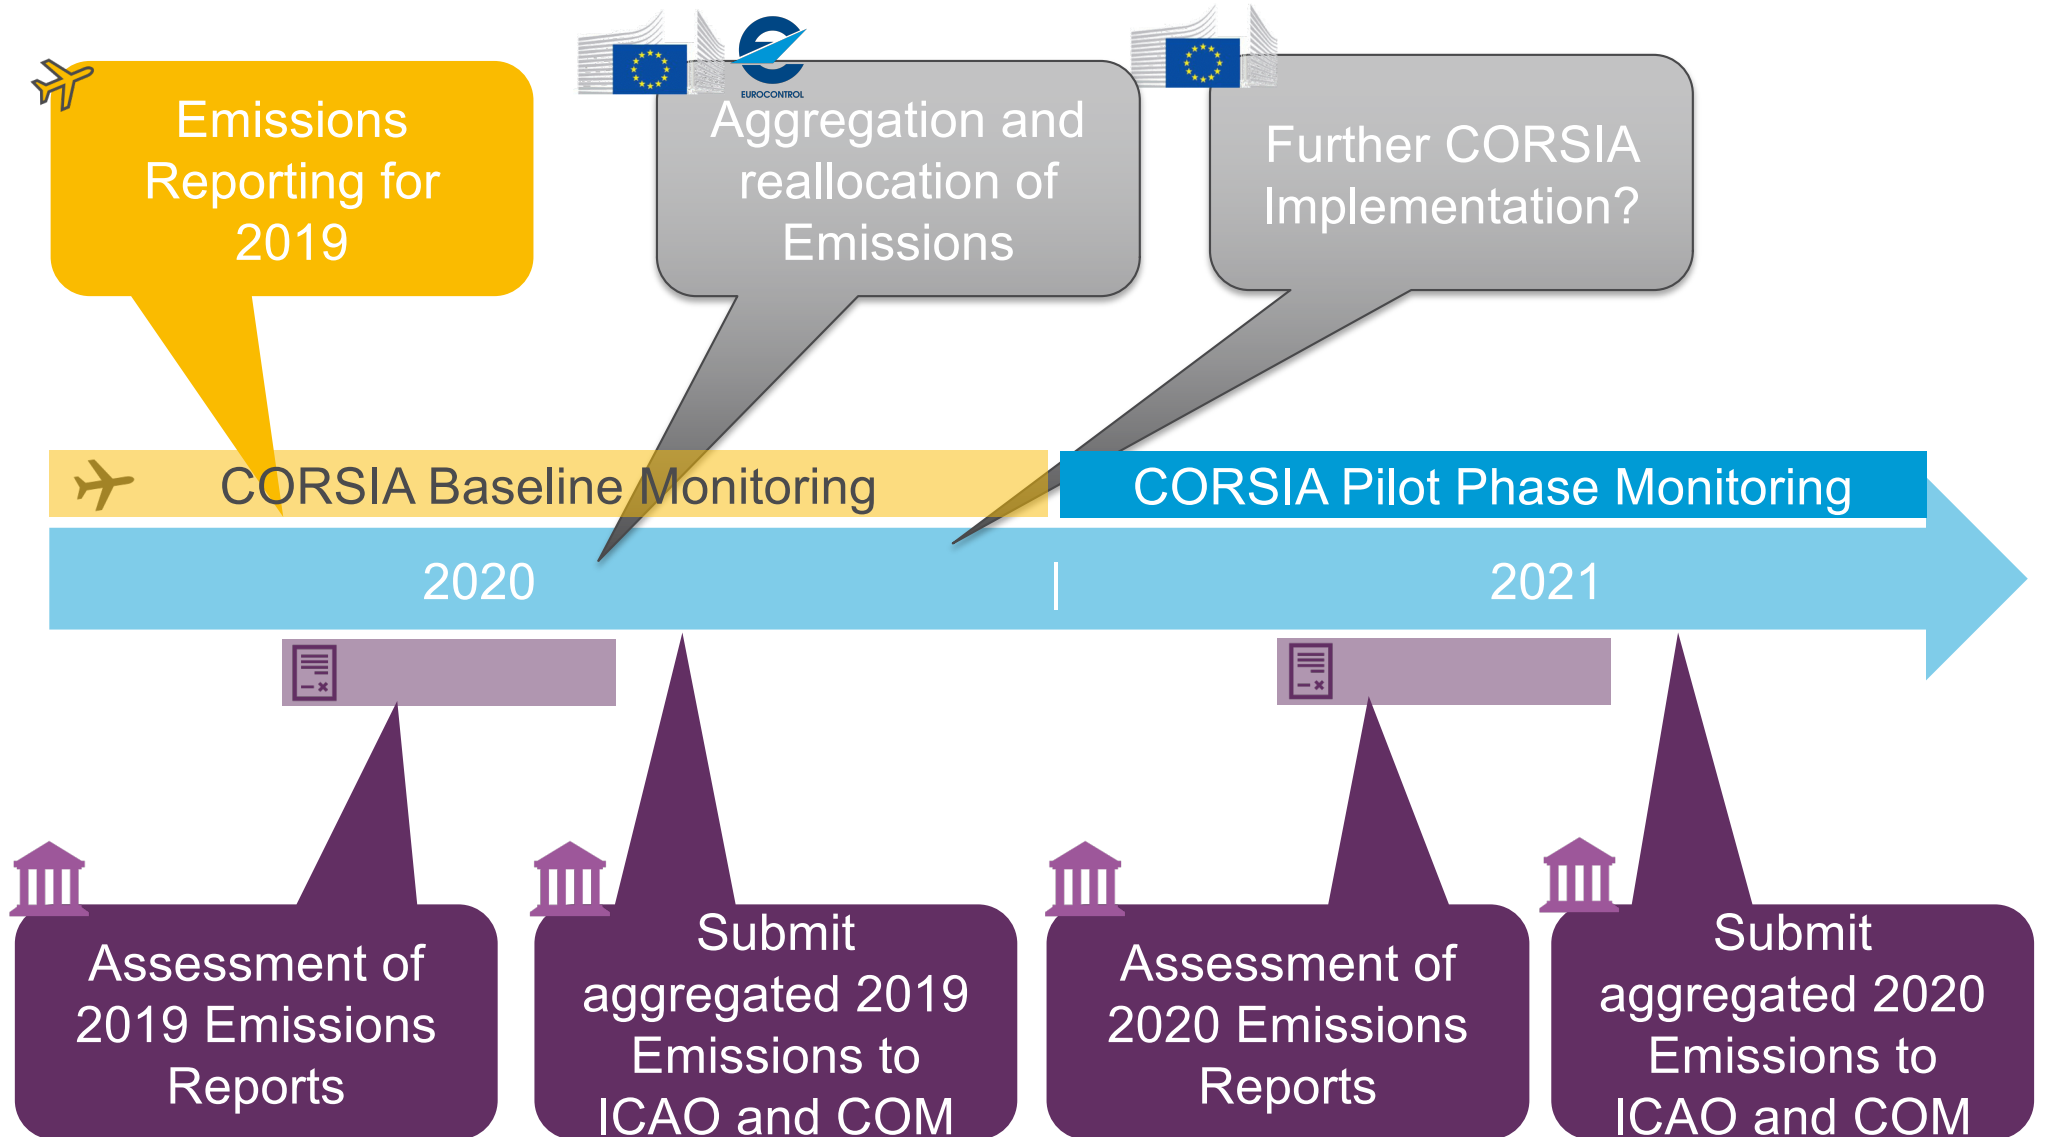 Emissions
Reporting for
2019
EUROCONTROL
Aggregation and
reallocation of
Emissions
Further CORSIA
Implementation?
CORSIA Baseline Monitoring
CORSIA Pilot Phase Monitoring
2020
|
2021
Assessment of
2019 Emissions
Reports
Submit
aggregated 2019
Emissions to
ICAO and COM
Assessment of
2020 Emissions
Reports
Submit
aggregated 2020
Emissions to
ICAO and COM